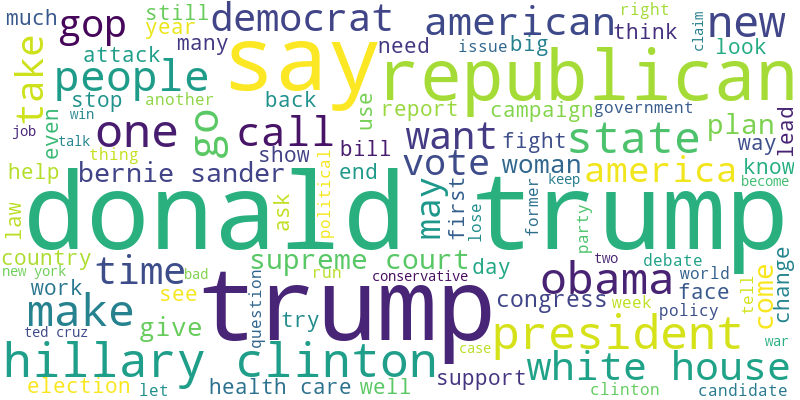 much
still
year
gop
democrat
american
right
think
claim
new
attack
many
say
need
issue
big
look
take
people
republican
stop
another
back
use
report
campaign
government
job
win
even
one
go
call
want
state
plan
lead
talk
thing
show
bill
fight
way
help
bernie sander
end
vote
woman
america
know
keep
become
law
donald trump
ask
political
may
first
lose
former
party
country
new york
time
bad
supreme court
day
debate
two
change
work
see
trump
run
conservative
obama
congress
world
face
come
tell
make
question
try
week
policy
ted cruz
give
president
war
hillary clinton
case
white house
election
let
health care
well
support
clinton
candidate